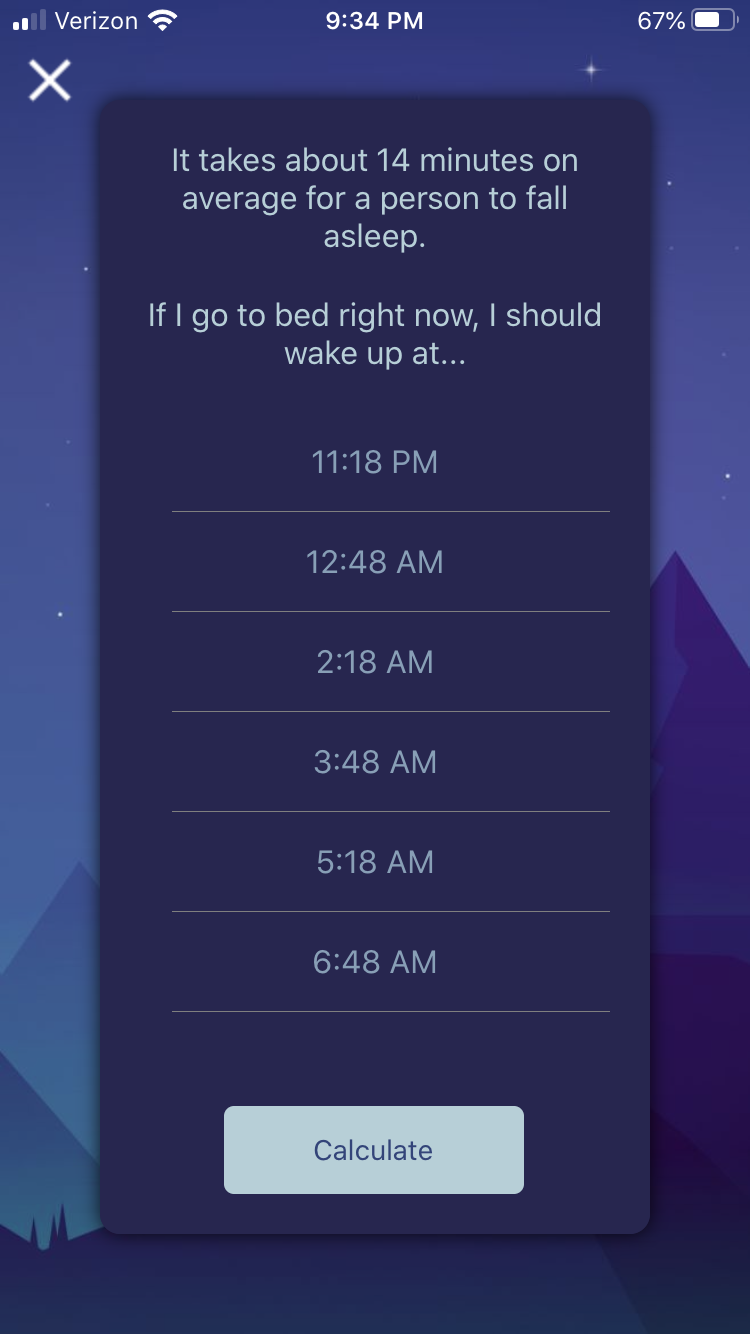 Verizon 9:34 PM 67%
It takes about 14 minutes on
average for a person to fall
asleep.
If I go to bed right now, I should
wake up at...
11:18 PM
12:48 AM
2:18 AM
3:48 AM
5:18 AM
6:48 AM
Calculate